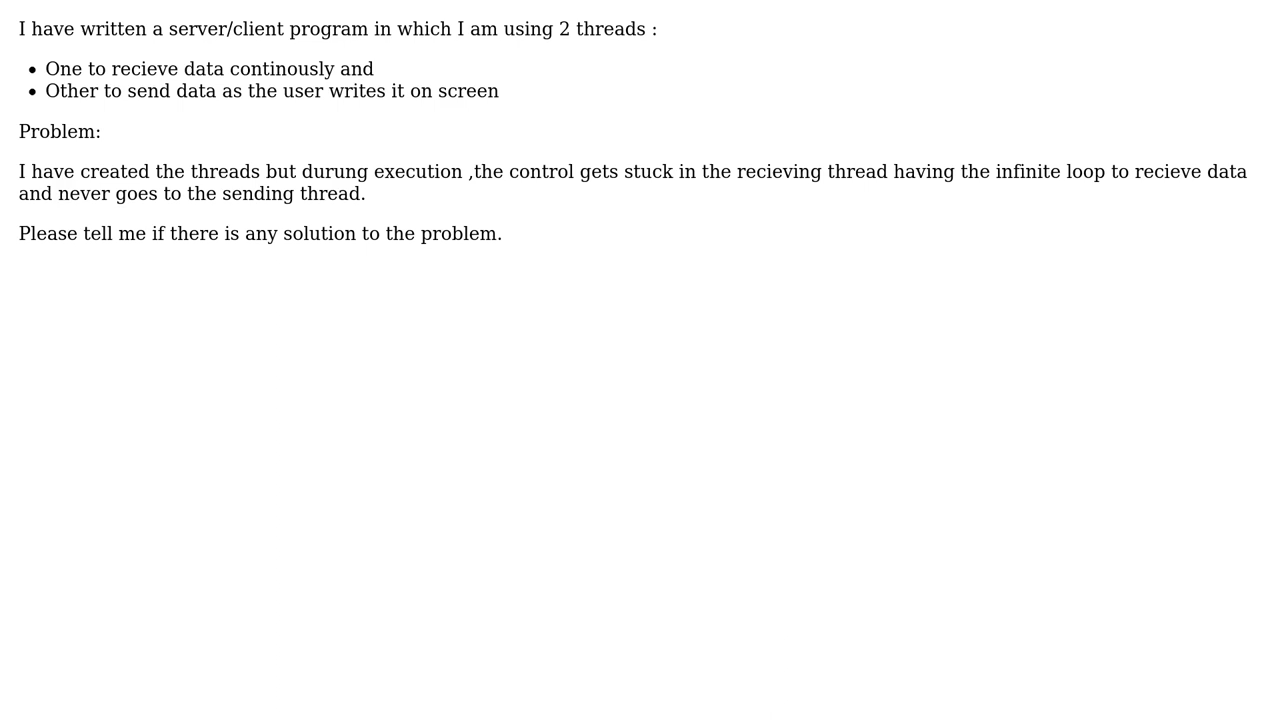 I have written a server/client program in which I am using 2 threads :
• One to recieve data continously and
• Other to send data as the user writes it on screen
Problem:
I have created the threads but durung execution ,the control gets stuck in the recieving thread having the infinite loop to recieve data
and never goes to the sending thread.
Please tell me if there is any solution to the problem.